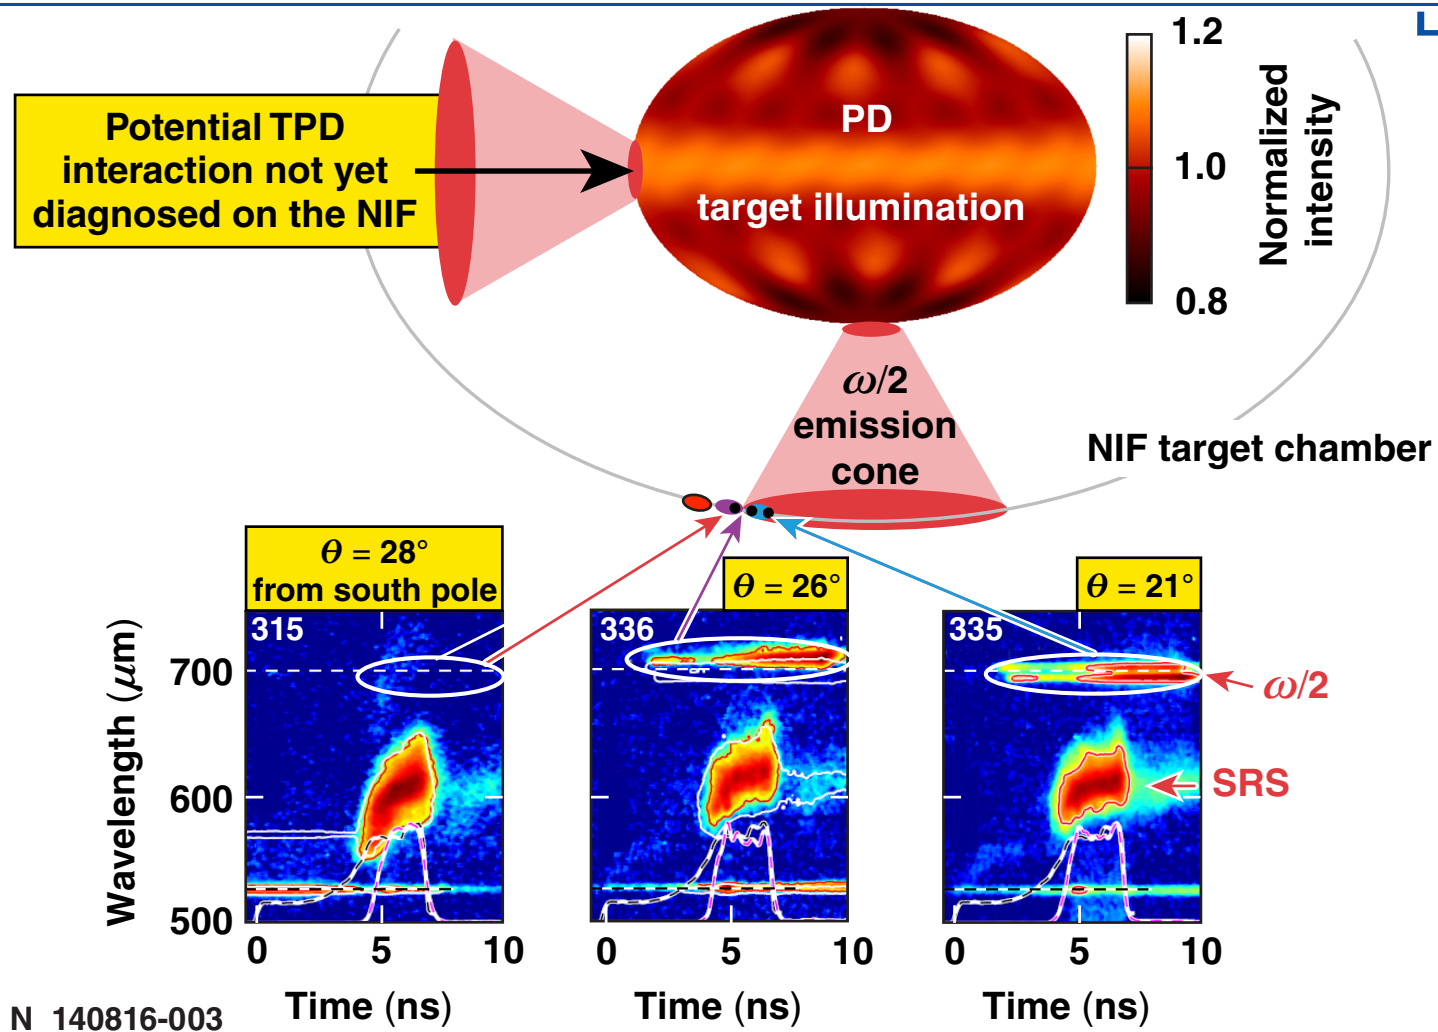 L
1.2
1.0
0.8
Normalized
intensity
Potential TPD
interaction not yet
diagnosed on the NIF
PD
target illumination
ω/2
emission
cone
NIF target chamber
θ = 28°
from south pole
θ = 26°
θ = 21°
315
336
335
Wavelength (μm)
700
600
500
ω/2
SRS
0 5 10
0 5 10
0 5 10
Time (ns)
Time (ns)
Time (ns)
N 140816-003